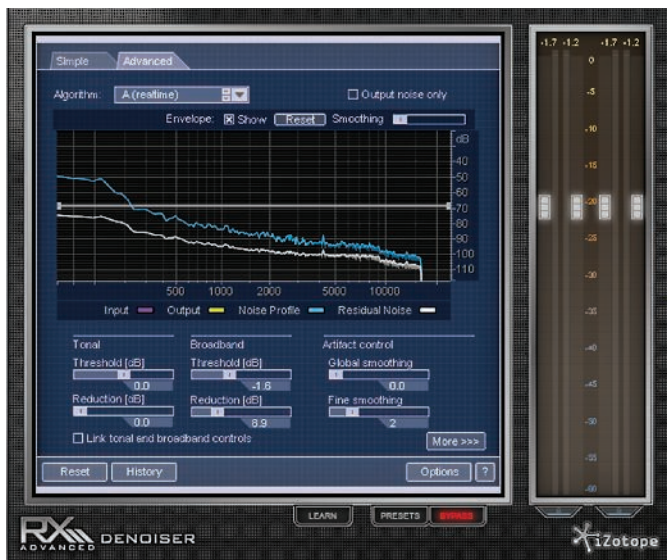 Simple Advanced
Algorithm: A (realtime) Output noise only
Envelope: Show Reset Smoothing
dB
-40
-50
-60
-70
-80
-90
-100
-110
500 1000 2000 5000 10000
Input Output Noise Profile Residual Noise
Tonal Broadband Artifact control
Threshold [dB] Threshold [dB] Global smoothing
0.0 -1.6 0.0
Reduction [dB] Reduction [dB] Fine smoothing
0.0 8.9 2
Link tonal end broadband controls
More >>>
Reset History Options ?
LEARN PRESETS BYPASS
RX ADVANCED DENOISER
-1.7 -1.2 -1.7 -1.2
0
-5
-10
-15
-20
-25
-30
-35
-40
-45
-50
-55
-60
iZotope